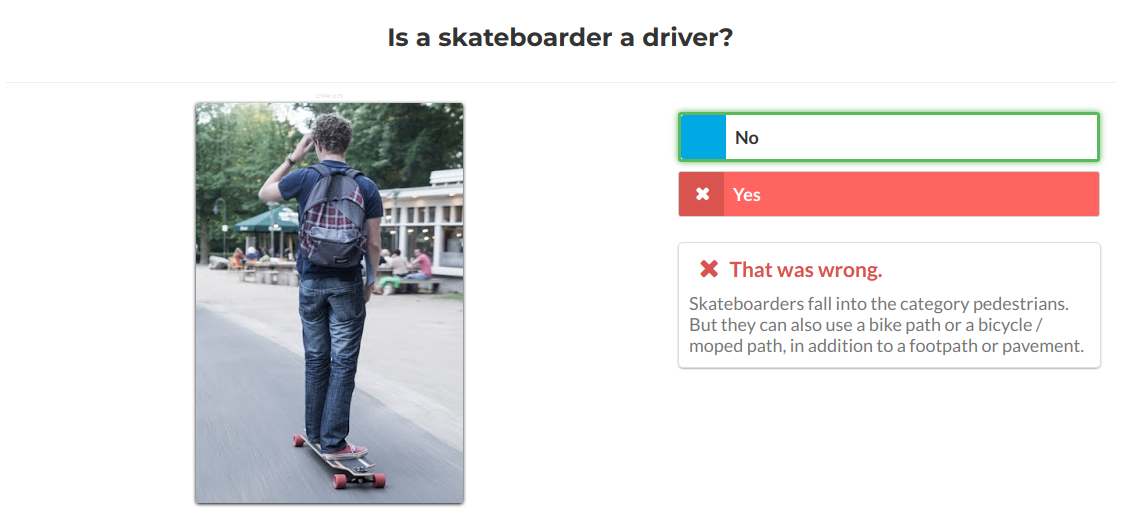 Is a skateboarder a driver?
No
Yes
That was wrong.
Skateboarders fall into the category pedestrians.
But they can also use a bike path or a bicycle /
moped path, in addition to a footpath or pavement.